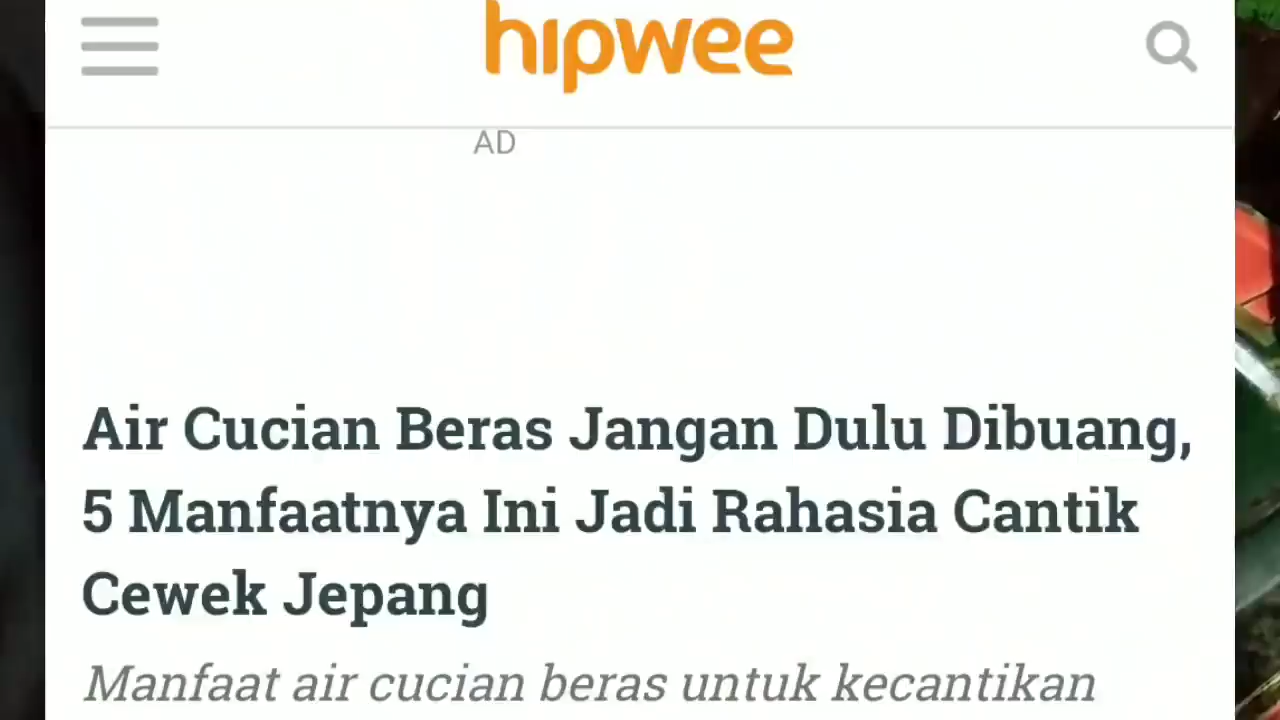 hipwee
AD
Air Cucian Beras Jangan Dulu Dibuang,
5 Manfaatnya Ini Jadi Rahasia Cantik
Cewek Jepang
Manfaat air cucian beras untuk kecantikan